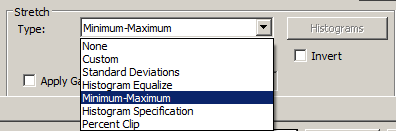 Stretch
Type: Minimum-Maximum Histograms
None
Custom
Standard Deviations
Histogram Equalize
Minimum-Maximum
Histogram Specification
Percent Clip
Invert
Apply Ga